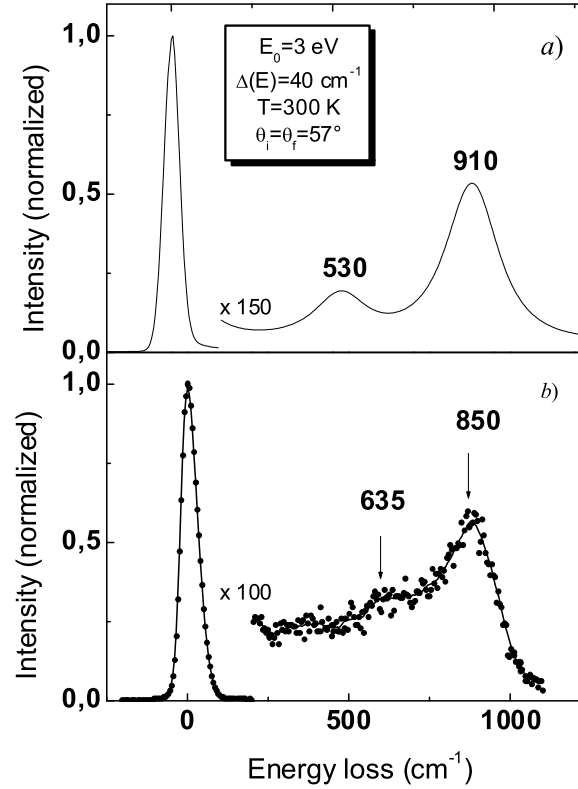 1,0
0,5
0,0
Intensity (normalized)
E₀=3 eV
Δ(E)=40 cm⁻¹
T=300 K
θᵢ=θ_f=57°
a)
910
530
x 150
1,0
0,5
0,0
Intensity (normalized)
b)
850
635
x 100
0
500
1000
Energy loss (cm⁻¹)